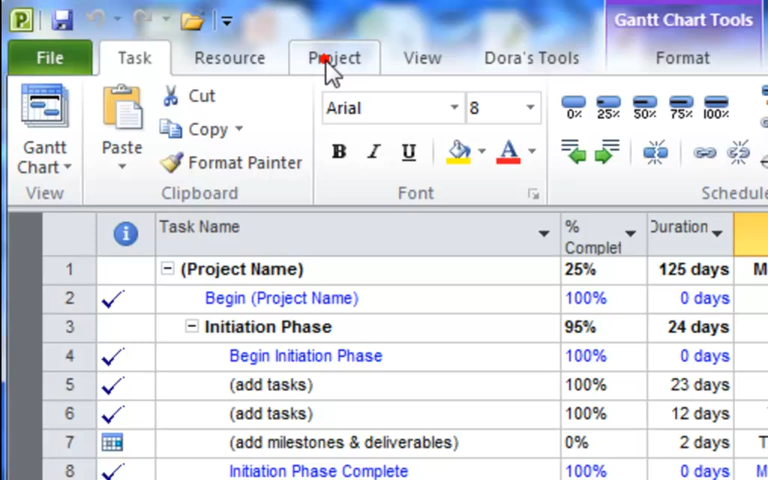 Gantt Chart Tools
File Task Resource Project View Dora's Tools Format
Gantt Chart
View
Paste
Cut
Copy
Format Painter
Clipboard
Arial 8
B I U A
Font
0% 25% 50% 75% 100%
Task Name % Complet Duration
1 (Project Name) 25% 125 days M
2 Begin (Project Name) 100% 0 days
3 Initiation Phase 95% 24 days
4 Begin Initiation Phase 100% 0 days
5 (add tasks) 100% 23 days
6 (add tasks) 100% 12 days
7 (add milestones & deliverables) 0% 2 days T
8 Initiation Phase Complete 100% 0 days M